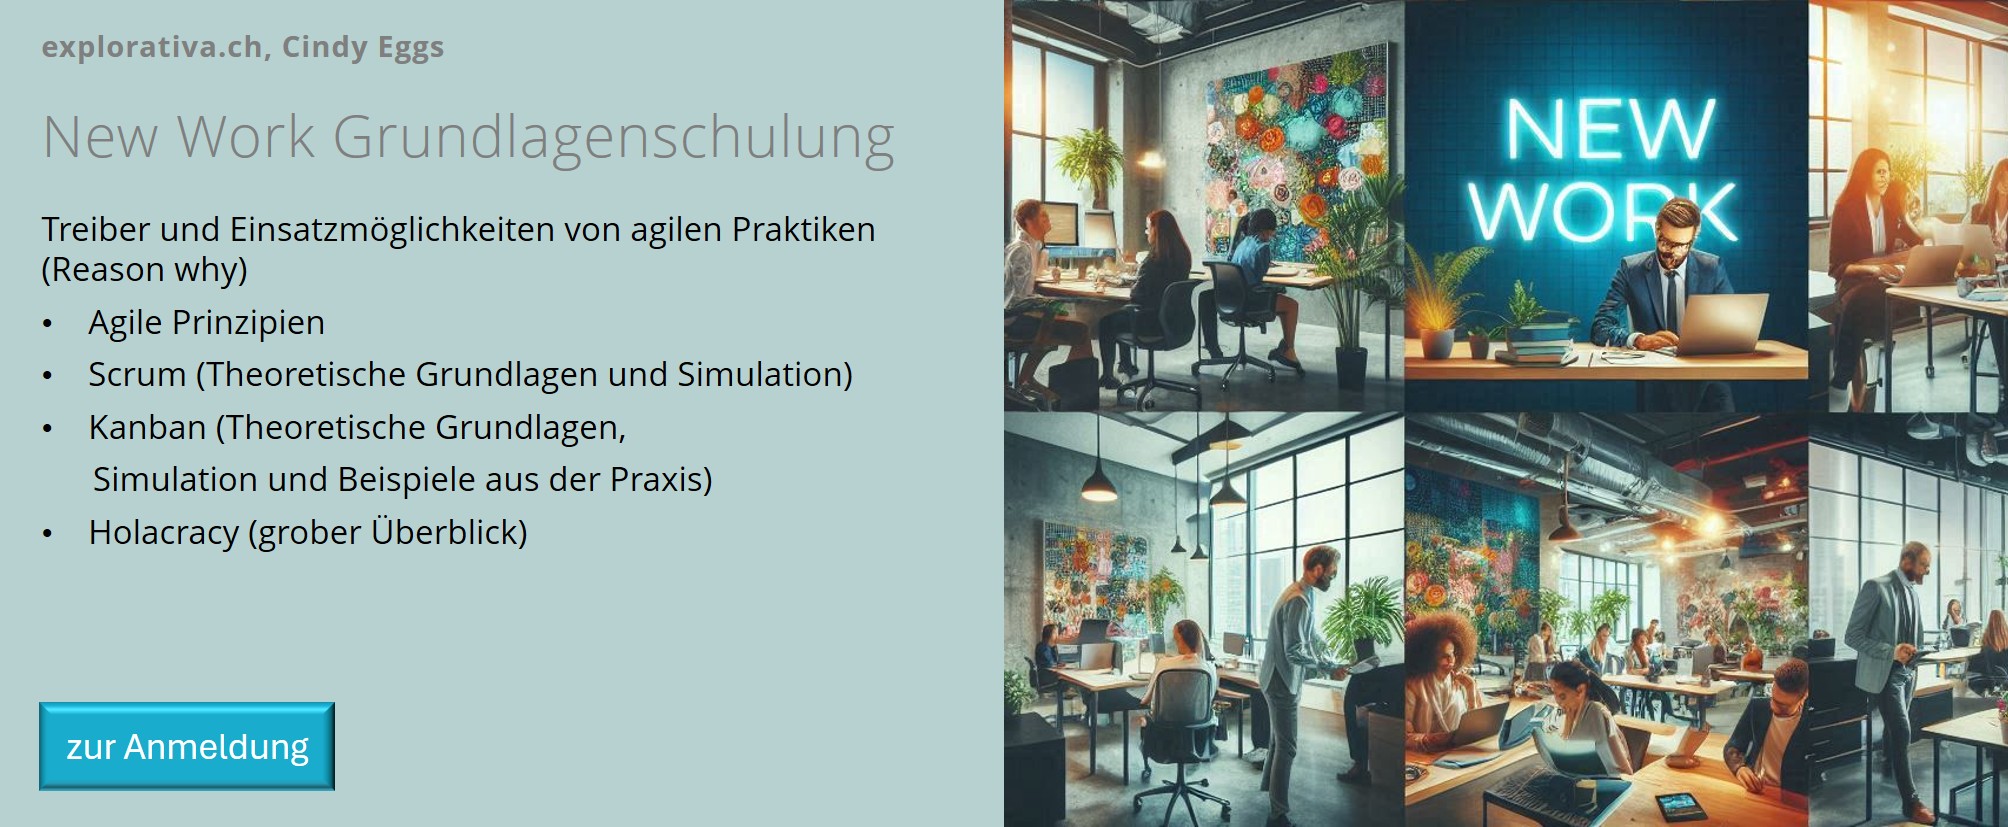 explorativa.ch, Cindy Eggs
New Work Grundlagenschulung
Treiber und Einsatzmöglichkeiten von agilen Praktiken
(Reason why)
• Agile Prinzipien
• Scrum (Theoretische Grundlagen und Simulation)
• Kanban (Theoretische Grundlagen,
Simulation und Beispiele aus der Praxis)
• Holacracy (grober Überblick)
zur Anmeldung
NEW
WORK